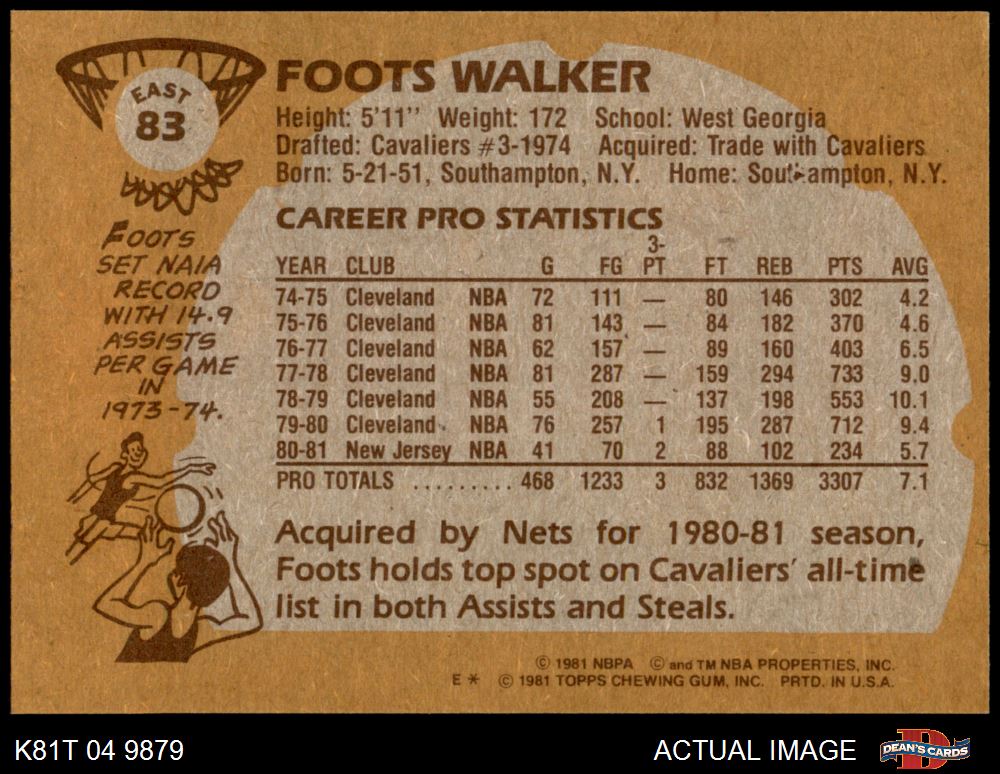 EAST
83
FOOTS WALKER
Height: 5'11'' Weight: 172 School: West Georgia
Drafted: Cavaliers #3-1974 Acquired: Trade with Cavaliers
Born: 5-21-51, Southampton, N.Y. Home: Southampton, N.Y.
FOOTS
SET NAIA
RECORD
WITH 14.9
ASSISTS
PER GAME
IN
1973-74.
CAREER PRO STATISTICS
YEAR CLUB G FG 3-PT FT REB PTS AVG
74-75 Cleveland NBA 72 111 — 80 146 302 4.2
75-76 Cleveland NBA 81 143 — 84 182 370 4.6
76-77 Cleveland NBA 62 157 — 89 160 403 6.5
77-78 Cleveland NBA 81 287 — 159 294 733 9.0
78-79 Cleveland NBA 55 208 — 137 198 553 10.1
79-80 Cleveland NBA 76 257 1 195 287 712 9.4
80-81 New Jersey NBA 41 70 2 88 102 234 5.7
PRO TOTALS ......... 468 1233 3 832 1369 3307 7.1
Acquired by Nets for 1980-81 season,
Foots holds top spot on Cavaliers' all-time
list in both Assists and Steals.
© 1981 NBPA © and TM NBA PROPERTIES, INC.
E * © 1981 TOPPS CHEWING GUM, INC. PRTD. IN U.S.A.
K81T 04 9879 ACTUAL IMAGE DEAN'S CARDS